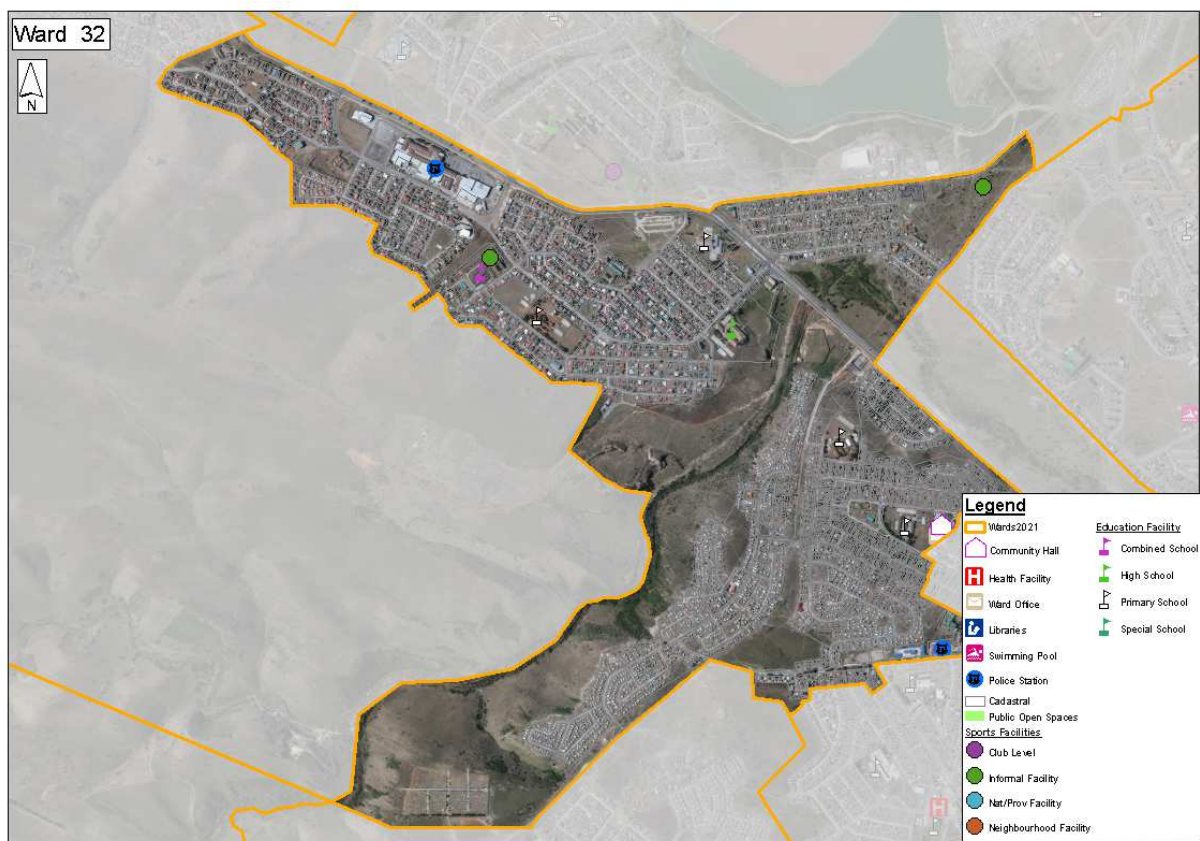 Ward 32
N
Legend
Wards2021
Community Hall
Health Facility
Ward Office
Libraries
Swimming Pool
Police Station
Cadastral
Public Open Spaces
Sports Facilities
Club Level
Informal Facility
Nat/Prov Facility
Neighbourhood Facility
Education Facility
Combined School
High School
Primary School
Special School